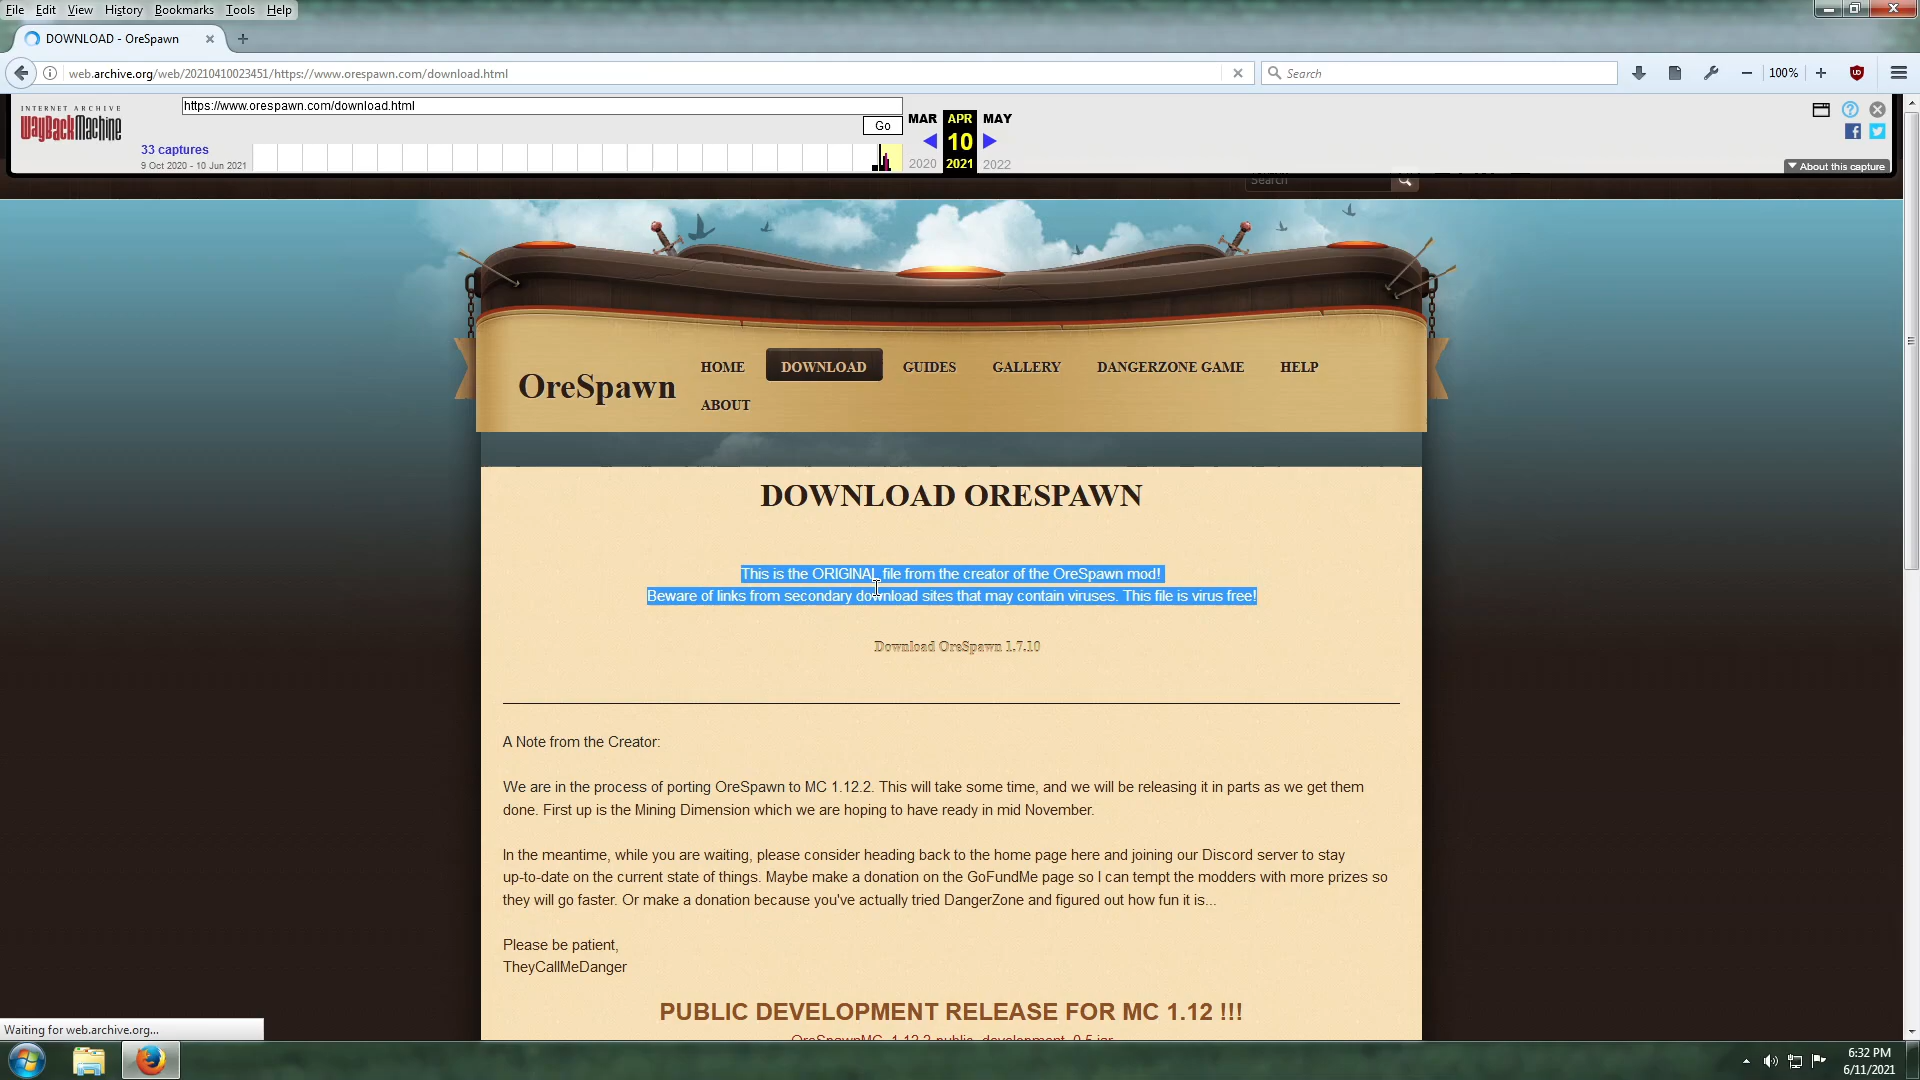 File Edit View History Bookmarks Tools Help
DOWNLOAD - OreSpawn
web.archive.org/web/20210410023451/https://www.orespawn.com/download.html
Search
100%
INTERNET ARCHIVE
WayBackMachine
https://www.orespawn.com/download.html
Go
33 captures
9 Oct 2020 - 10 Jun 2021
MAR APR MAY
10
2020 2021 2022
About this capture
Search
OreSpawn
HOME DOWNLOAD GUIDES GALLERY DANGERZONE GAME HELP
ABOUT
DOWNLOAD ORESPAWN
This is the ORIGINAL file from the creator of the OreSpawn mod!
Beware of links from secondary download sites that may contain viruses. This file is virus free!
Download OreSpawn 1.7.10
A Note from the Creator:
We are in the process of porting OreSpawn to MC 1.12.2. This will take some time, and we will be releasing it in parts as we get them
done. First up is the Mining Dimension which we are hoping to have ready in mid November.
In the meantime, while you are waiting, please consider heading back to the home page here and joining our Discord server to stay
up-to-date on the current state of things. Maybe make a donation on the GoFundMe page so I can tempt the modders with more prizes so
they will go faster. Or make a donation because you've actually tried DangerZone and figured out how fun it is...
Please be patient,
TheyCallMeDanger
PUBLIC DEVELOPMENT RELEASE FOR MC 1.12 !!!
OreSpawnMC_1.12.2-public_development_0.5.jar
Waiting for web.archive.org...
6:32 PM
6/11/2021